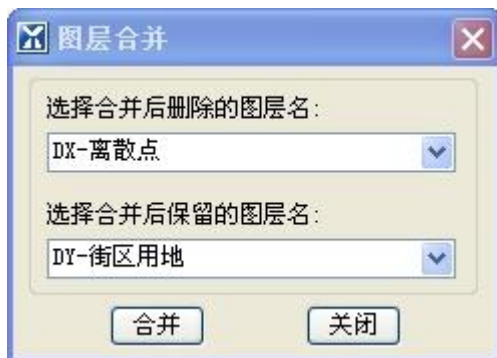 图层合并
选择合并后删除的图层名:
DX-离散点
选择合并后保留的图层名:
DY-街区用地
合并
关闭